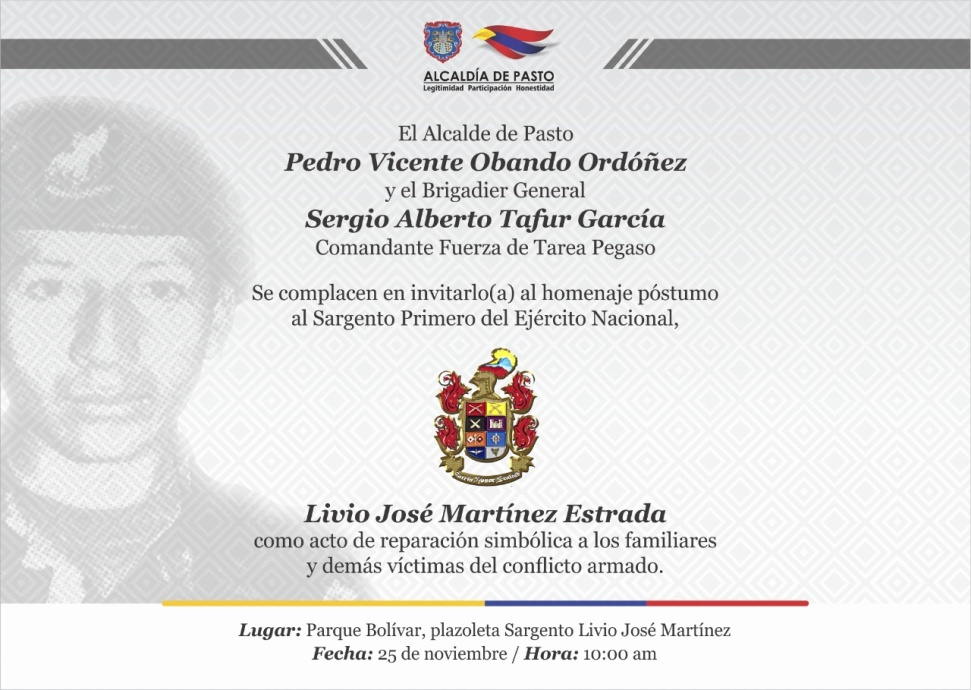 ALCALDÍA DE PASTO
Legitimidad Participación Honestidad
El Alcalde de Pasto
Pedro Vicente Obando Ordóñez
y el Brigadier General
Sergio Alberto Tafur García
Comandante Fuerza de Tarea Pegaso
Se complacen en invitarlo(a) al homenaje póstumo
al Sargento Primero del Ejército Nacional,
Livio José Martínez Estrada
como acto de reparación simbólica a los familiares
y demás víctimas del conflicto armado.
Lugar: Parque Bolívar, plazoleta Sargento Livio José Martínez
Fecha: 25 de noviembre / Hora: 10:00 am